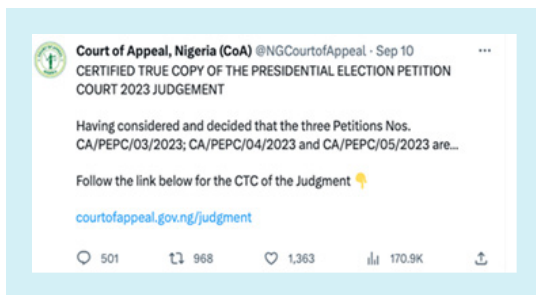 Court of Appeal, Nigeria (CoA) @NGCourtofAppeal · Sep 10
CERTIFIED TRUE COPY OF THE PRESIDENTIAL ELECTION PETITION
COURT 2023 JUDGEMENT
Having considered and decided that the three Petitions Nos.
CA/PEPC/03/2023; CA/PEPC/04/2023 and CA/PEPC/05/2023 are...
Follow the link below for the CTC of the Judgment 👇
courtofappeal.gov.ng/judgment
501 968 1,363 170.9K